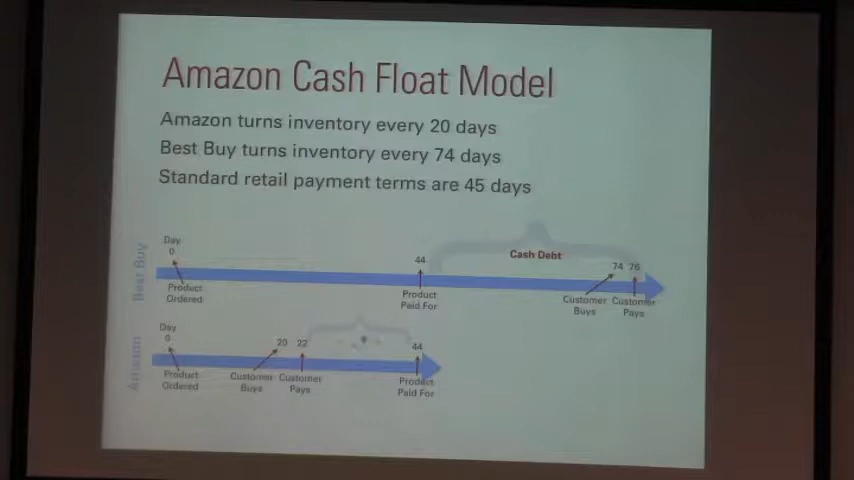 Amazon Cash Float Model
Amazon turns inventory every 20 days
Best Buy turns inventory every 74 days
Standard retail payment terms are 45 days
Best Buy
Day
0
Product
Ordered
44
Product
Paid For
Cash Debt
74 76
Customer
Buys
Customer
Pays
Amazon
Day
0
Product
Ordered
20 22
Customer
Buys
Customer
Pays
44
Product
Paid For